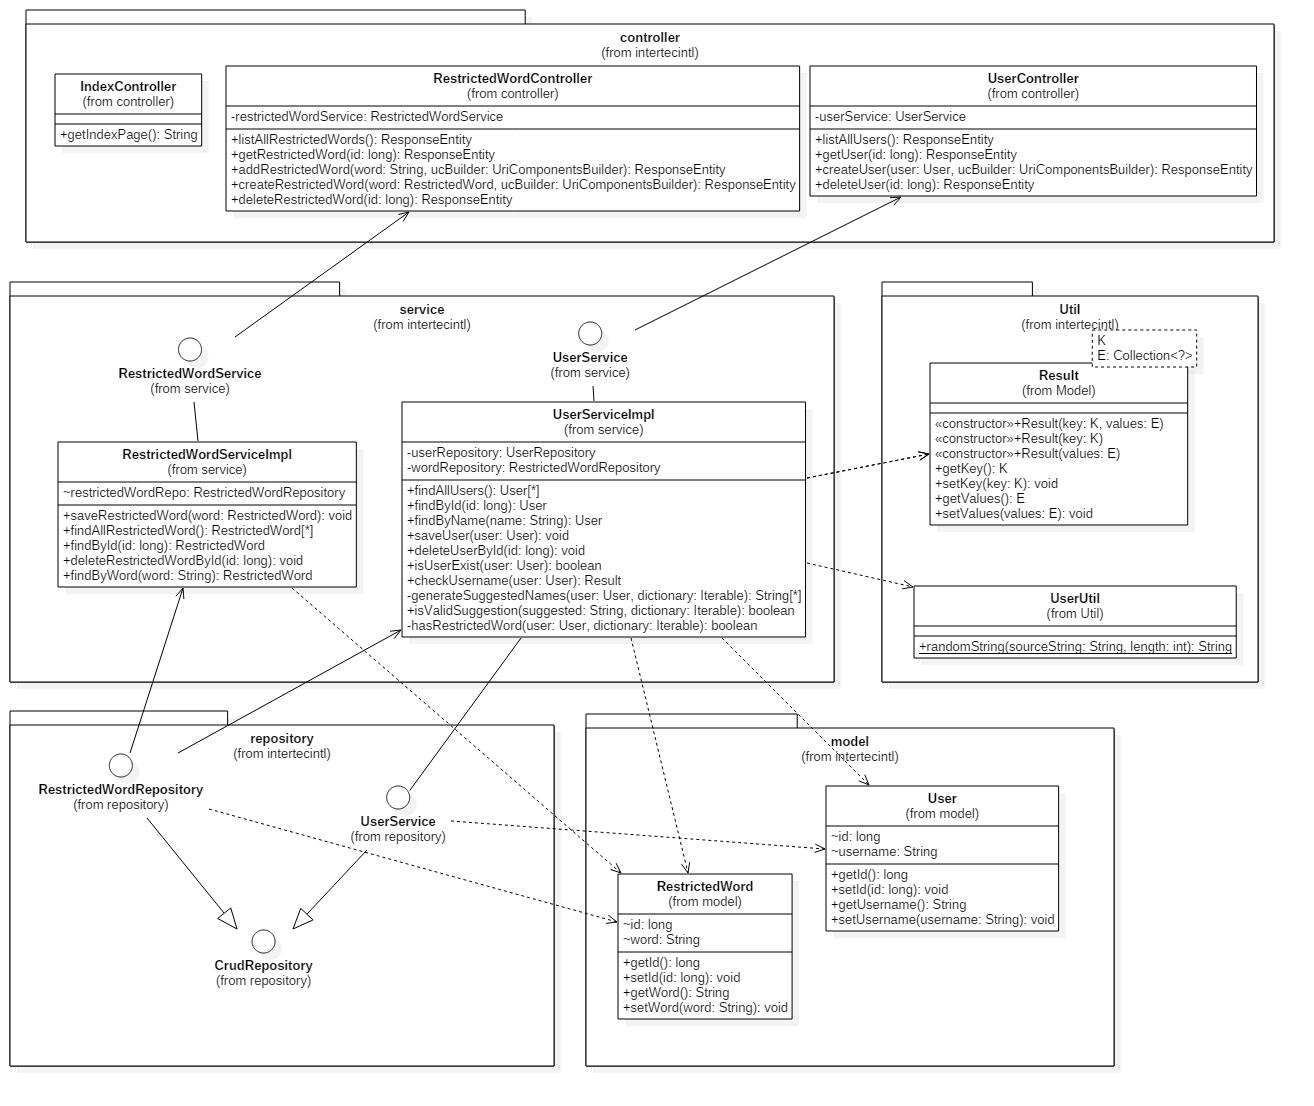 controller
(from intertecintl)
IndexController
(from controller)
+getIndexPage(): String
RestrictedWordController
(from controller)
-restrictedWordService: RestrictedWordService
+listAllRestrictedWords(): ResponseEntity
+getRestrictedWord(id: long): ResponseEntity
+addRestrictedWord(word: String, ucBuilder: UriComponentsBuilder): ResponseEntity
+createRestrictedWord(word: RestrictedWord, ucBuilder: UriComponentsBuilder): ResponseEntity
+deleteRestrictedWord(id: long): ResponseEntity
UserController
(from controller)
-userService: UserService
+listAllUsers(): ResponseEntity
+getUser(id: long): ResponseEntity
+createUser(user: User, ucBuilder: UriComponentsBuilder): ResponseEntity
+deleteUser(id: long): ResponseEntity
service
(from intertecintl)
RestrictedWordService
(from service)
UserService
(from service)
RestrictedWordServiceImpl
(from service)
~restrictedWordRepo: RestrictedWordRepository
+saveRestrictedWord(word: RestrictedWord): void
+findAllRestrictedWord(): RestrictedWord[*]
+findById(id: long): RestrictedWord
+deleteRestrictedWordById(id: long): void
+findByWord(word: String): RestrictedWord
UserServiceImpl
(from service)
-userRepository: UserRepository
-wordRepository: RestrictedWordRepository
+findAllUsers(): User[*]
+findById(id: long): User
+findByName(name: String): User
+saveUser(user: User): void
+deleteUserById(id: long): void
+isUserExist(user: User): boolean
+checkUsername(user: User): Result
-generateSuggestedNames(user: User, dictionary: Iterable): String[*]
+isValidSuggestion(suggested: String, dictionary: Iterable): boolean
-hasRestrictedWord(user: User, dictionary: Iterable): boolean
Util
(from intertecintl)
K
E: Collection<?>
Result
(from Model)
«constructor»+Result(key: K, values: E)
«constructor»+Result(key: K)
«constructor»+Result(values: E)
+getKey(): K
+setKey(key: K): void
+getValues(): E
+setValues(values: E): void
UserUtil
(from Util)
+randomString(sourceString: String, length: int): String
repository
(from intertecintl)
RestrictedWordRepository
(from repository)
UserService
(from repository)
CrudRepository
(from repository)
model
(from intertecintl)
User
(from model)
~id: long
~username: String
+getId(): long
+setId(id: long): void
+getUsername(): String
+setUsername(username: String): void
RestrictedWord
(from model)
~id: long
~word: String
+getId(): long
+setId(id: long): void
+getWord(): String
+setWord(word: String): void